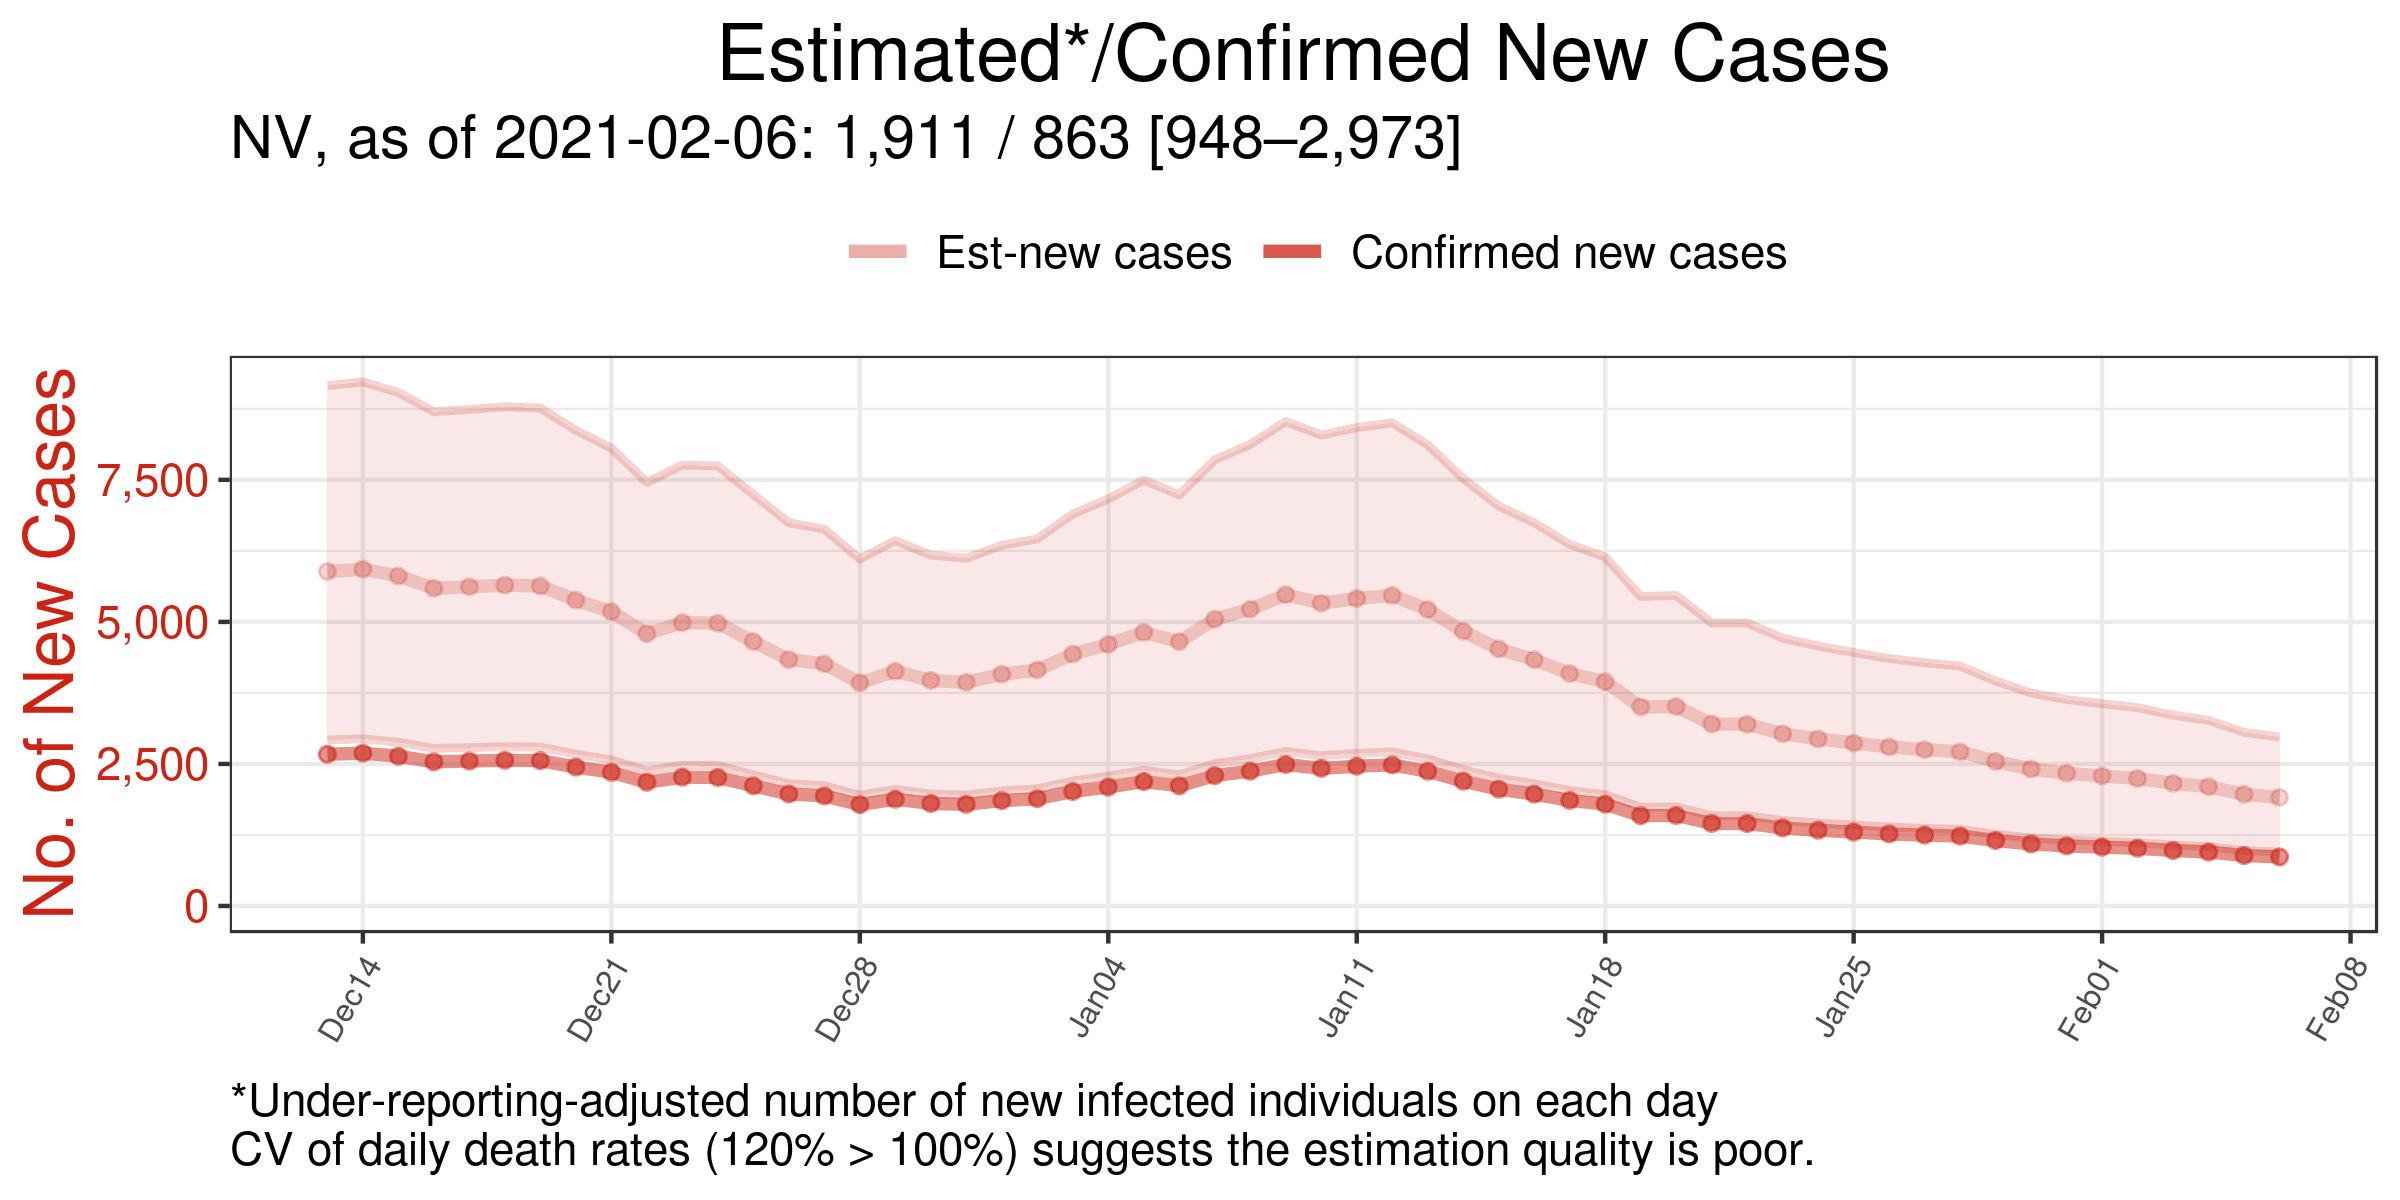 Estimated*/Confirmed New Cases
NV, as of 2021-02-06: 1,911 / 863 [948–2,973]
Est-new cases Confirmed new cases
No. of New Cases
7,500
5,000
2,500
0
Dec14 Dec21 Dec28 Jan04 Jan11 Jan18 Jan25 Feb01 Feb08
*Under-reporting-adjusted number of new infected individuals on each day
CV of daily death rates (120% > 100%) suggests the estimation quality is poor.